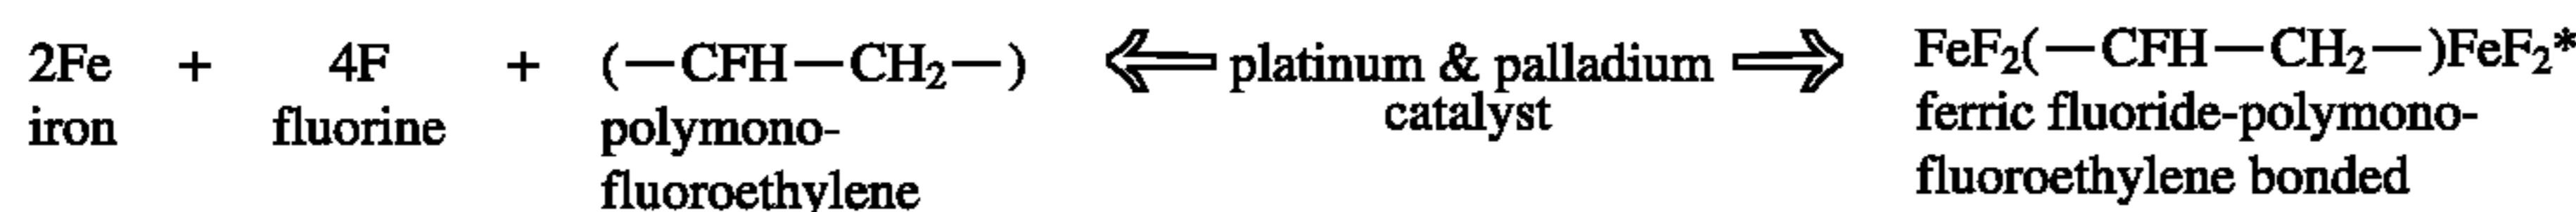 2Fe + 4F + (—CFH—CH₂—) ⇐ platinum & palladium ⇒ FeF₂(—CFH—CH₂—)FeF₂*
iron fluorine polymono- catalyst ferric fluoride-polymono-
fluoroethylene fluoroethylene bonded